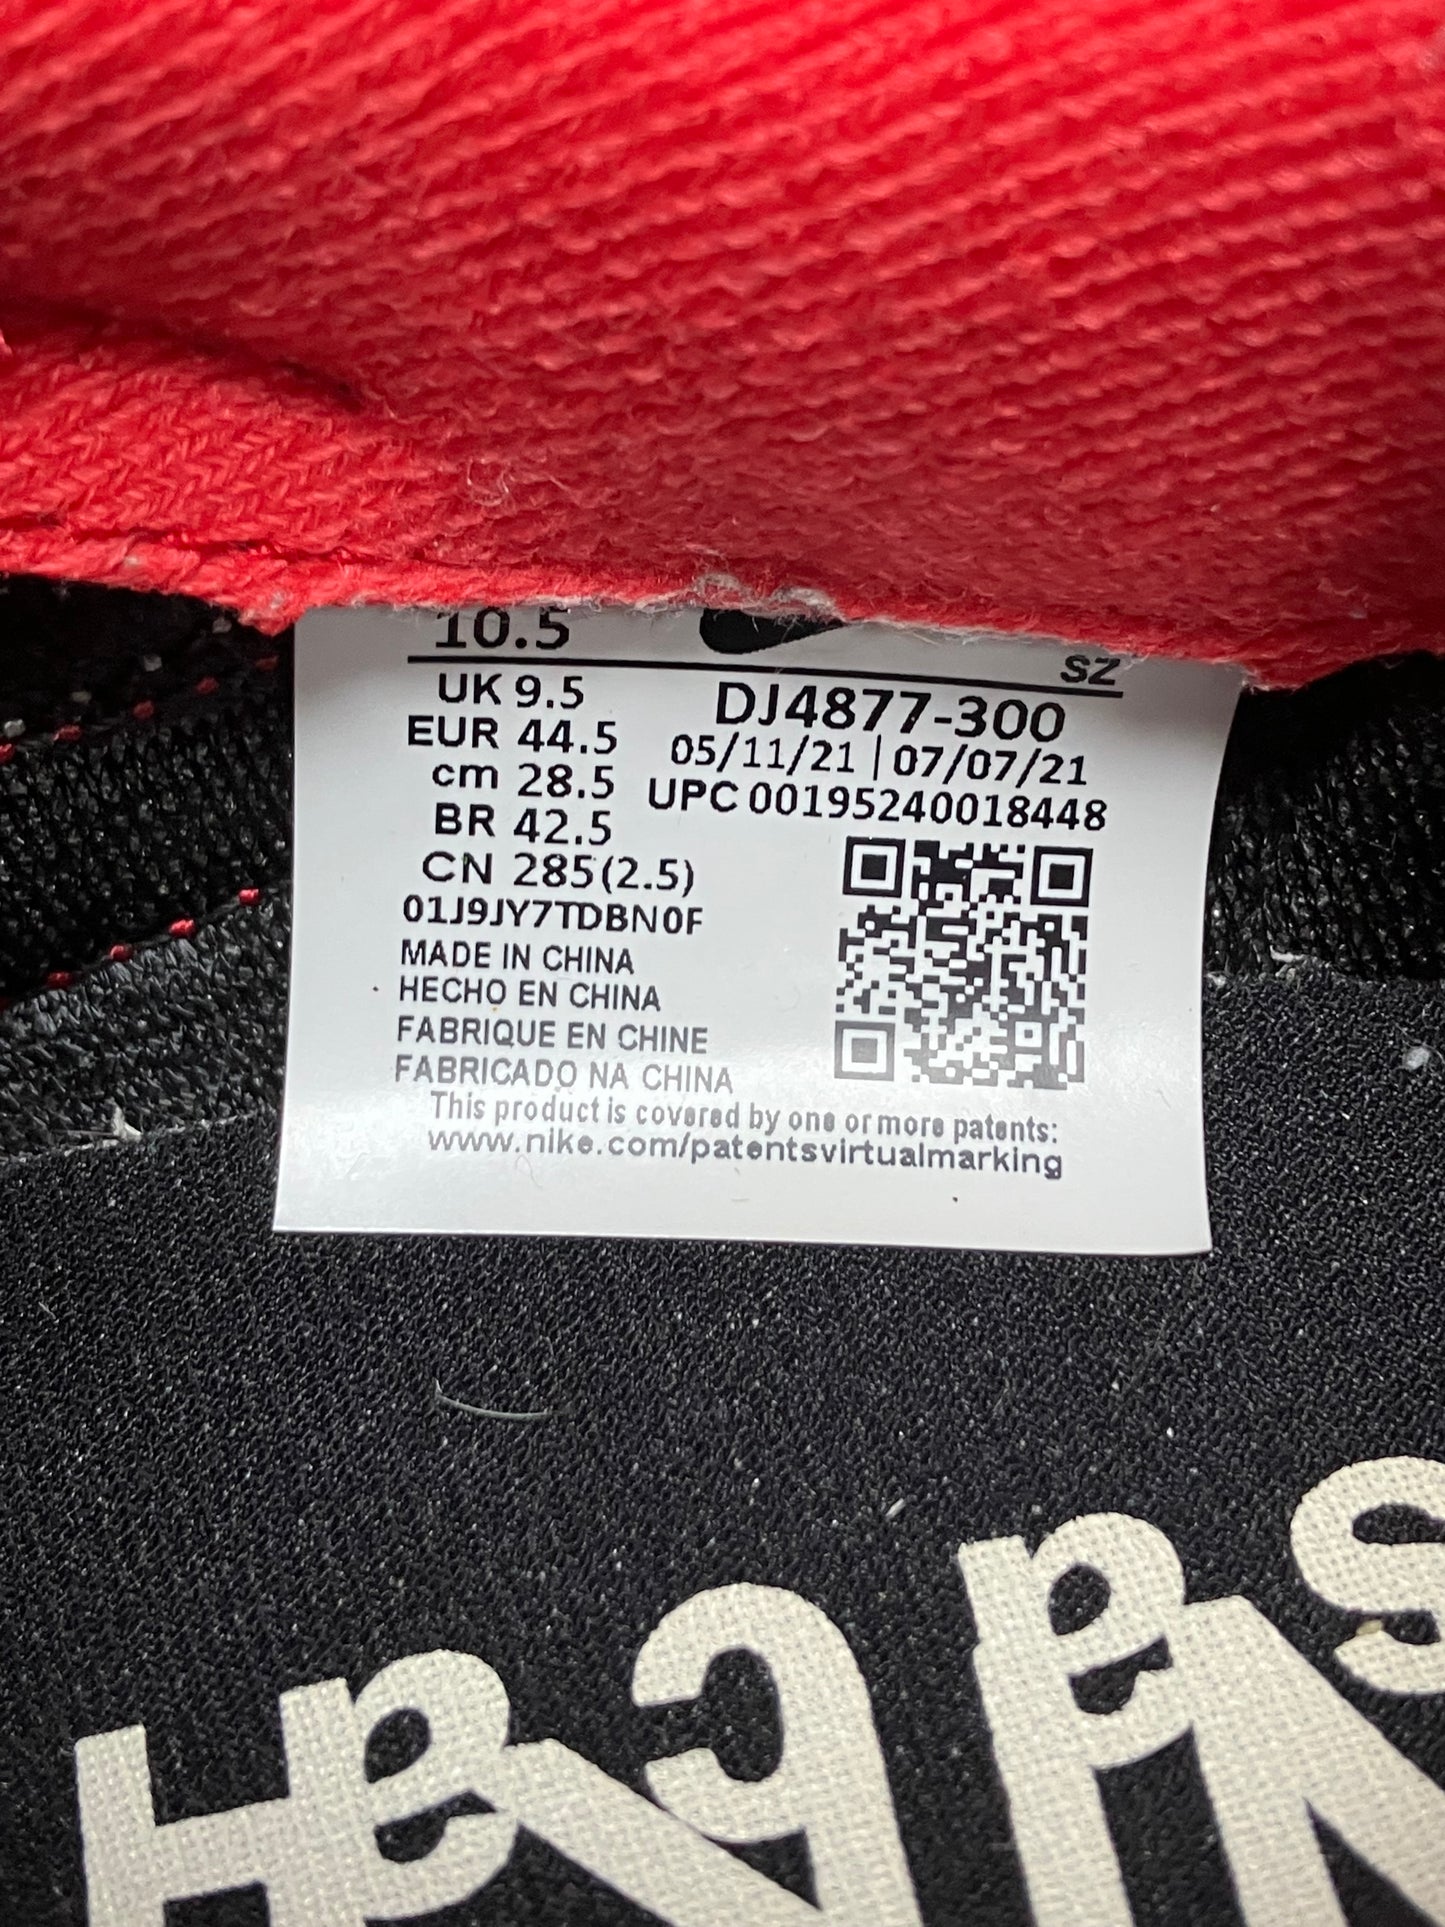 10.5
SZ
UK 9.5
DJ4877-300
EUR 44.5
05/11/21 | 07/07/21
cm 28.5
UPC 00195240018448
BR 42.5
CN 285(2.5)
01J9JY7TDBN0F
MADE IN CHINA
HECHO EN CHINA
FABRIQUE EN CHINE
FABRICADO NA CHINA
This product is covered by one or more patents:
www.nike.com/patentsvirtualmarking